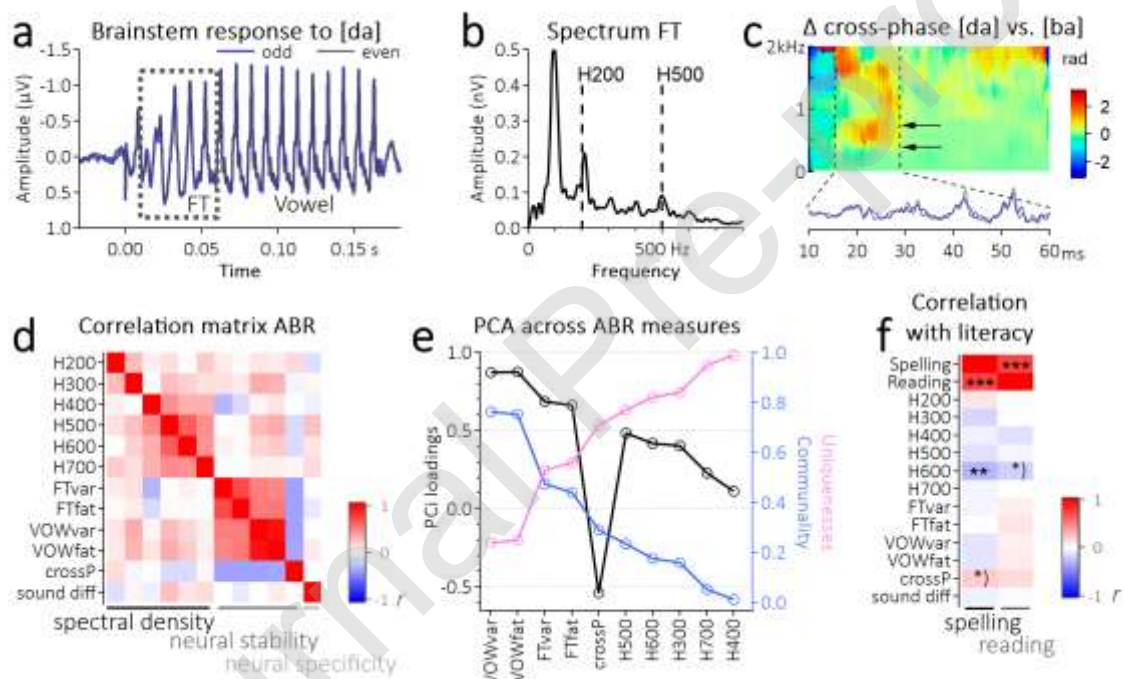 a Brainstem response to [da]
odd even
-1.5
-1.0
-0.5
0.0
0.5
1.0
Amplitude (µV)
FT
Vowel
0.00 0.05 0.10 0.15 s
Time
b Spectrum FT
0.5
0.4
0.3
0.2
0.1
0.0
Amplitude (nV)
H200
H500
0 500 Hz
Frequency
c Δ cross-phase [da] vs. [ba]
2kHz
1
0
rad
2
0
-2
10 20 30 40 50 60 ms
d Correlation matrix ABR
H200
H300
H400
H500
H600
H700
FTvar
FTfat
VOWvar
VOWfat
crossP
sound diff
1
0
-1 r
spectral density
neural stability
neural specificity
e PCA across ABR measures
1.0
0.5
0.0
-0.5
PCi loadings
1.0
0.8
0.6
0.4
0.2
0.0
Communality
Uniquenesses
VOWvar
VOWfat
FTvar
FTfat
crossP
H500
H600
H300
H700
H400
f Correlation
with literacy
Spelling ***
Reading ***
H200
H300
H400
H500
H600 ** *)
H700
FTvar
FTfat
VOWvar
VOWfat
crossP *)
sound diff
1
0
-1 r
spelling
reading